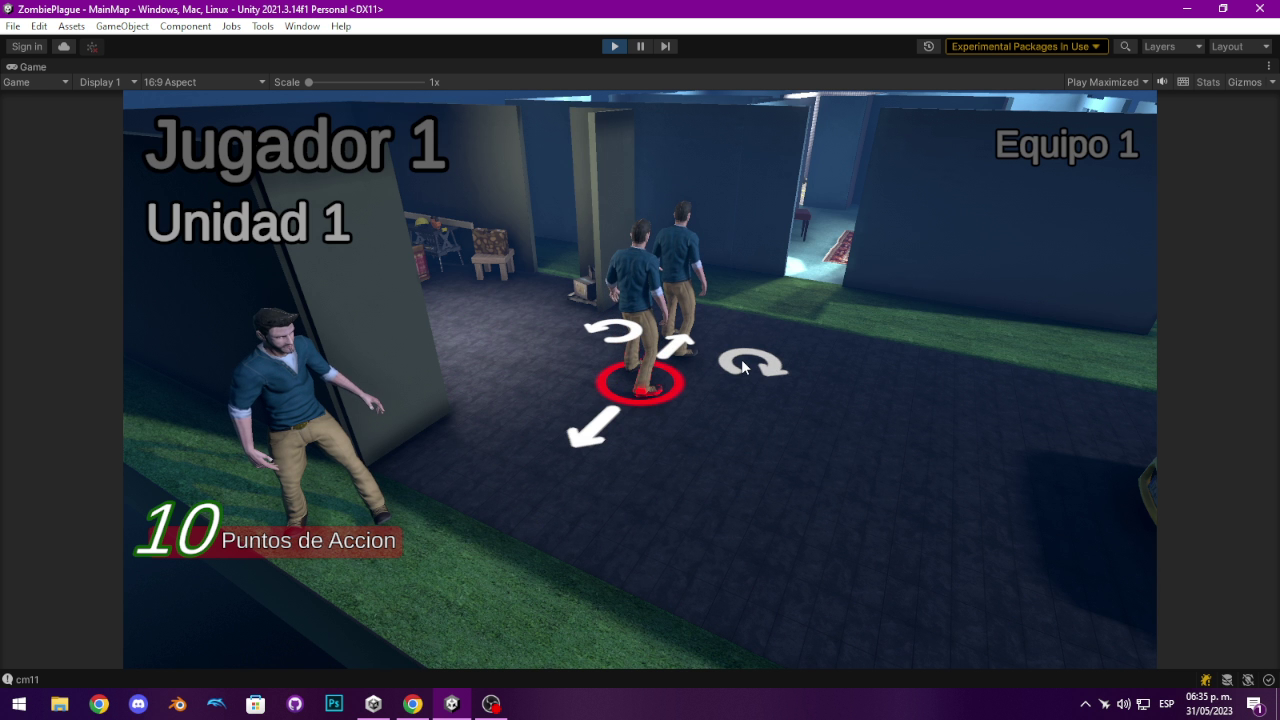 ZombiePlague - MainMap - Windows, Mac, Linux - Unity 2021.3.14f1 Personal <DX11>
File Edit Assets GameObject Component Jobs Tools Window Help
Sign in Experimental Packages In Use Layers Layout
Game
Game Display 1 16:9 Aspect Scale 1x Play Maximized Stats Gizmos
Jugador 1 Equipo 1
Unidad 1
10 Puntos de Accion
cm11
Ps ESP 06:35 p. m.
31/05/2023 1